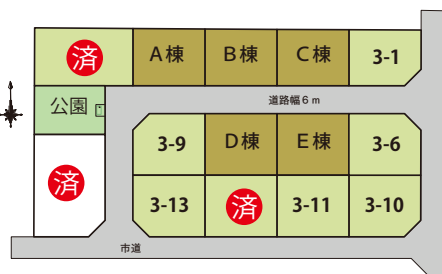 済 A棟 B棟 C棟 3-1
道路幅6m
公園
3-9 D棟 E棟 3-6
済
3-13 済 3-11 3-10
市道